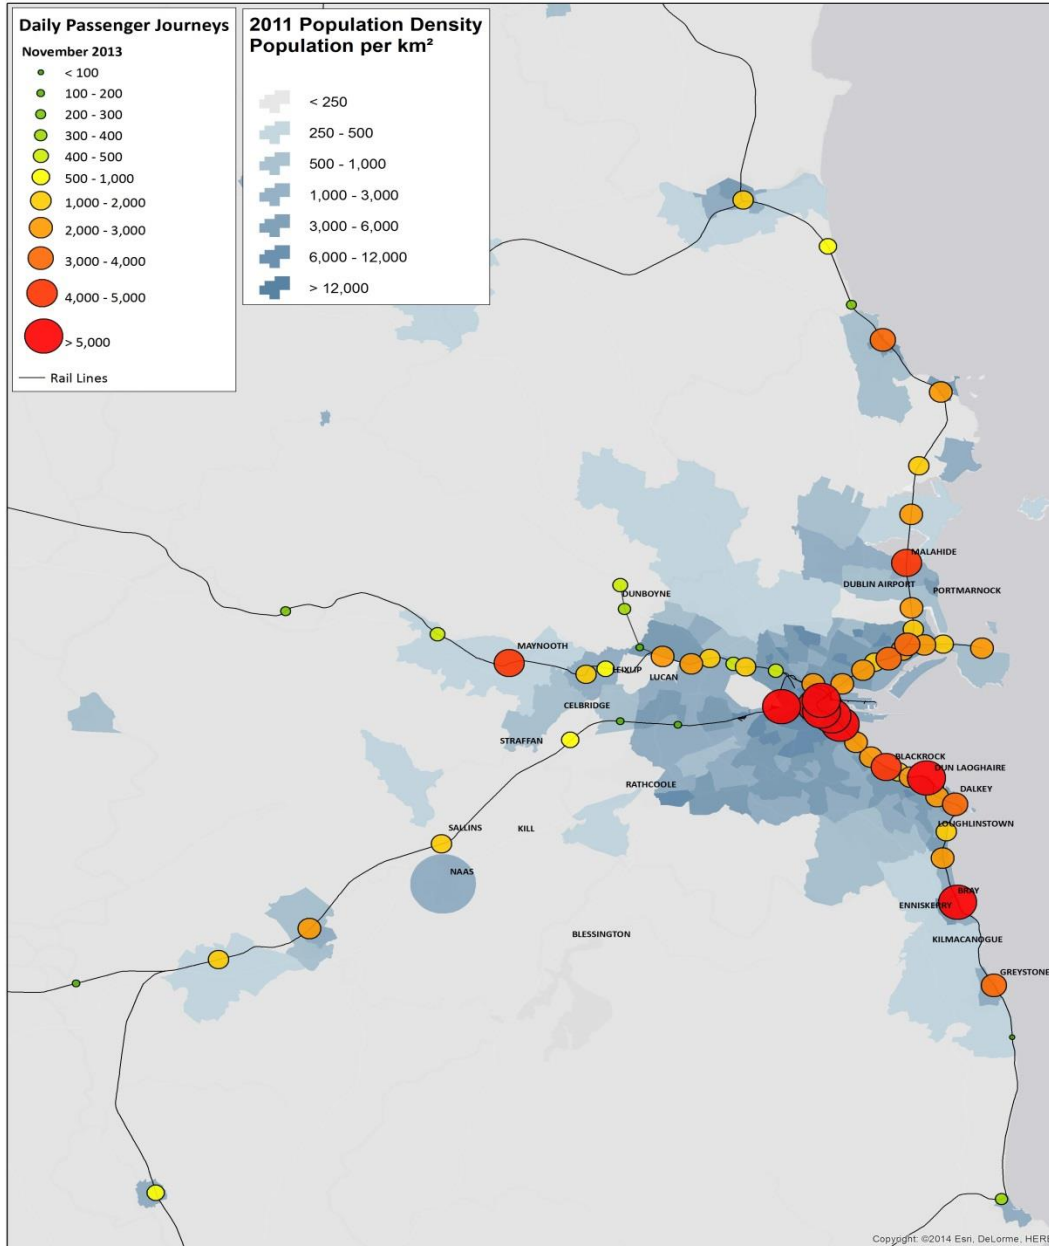 Daily Passenger Journeys
November 2013
< 100
100 - 200
200 - 300
300 - 400
400 - 500
500 - 1,000
1,000 - 2,000
2,000 - 3,000
3,000 - 4,000
4,000 - 5,000
> 5,000
Rail Lines
2011 Population Density
Population per km²
< 250
250 - 500
500 - 1,000
1,000 - 3,000
3,000 - 6,000
6,000 - 12,000
> 12,000
MALAHIDE
DUBLIN AIRPORT
PORTMARNOCK
DUNBOYNE
MAYNOOTH
LEIXLIP
LUCAN
CELBRIDGE
STRAFFAN
BLACKROCK
DUN LAOGHAIRE
RATHCOOLE
DALKEY
LOUGHLINSTOWN
SALLINS
KILL
NAAS
BRAY
ENNISKERRY
BLESSINGTON
KILMACANOGUE
GREYSTONE
Copyright: ©2014 Esri, DeLorme, HERE